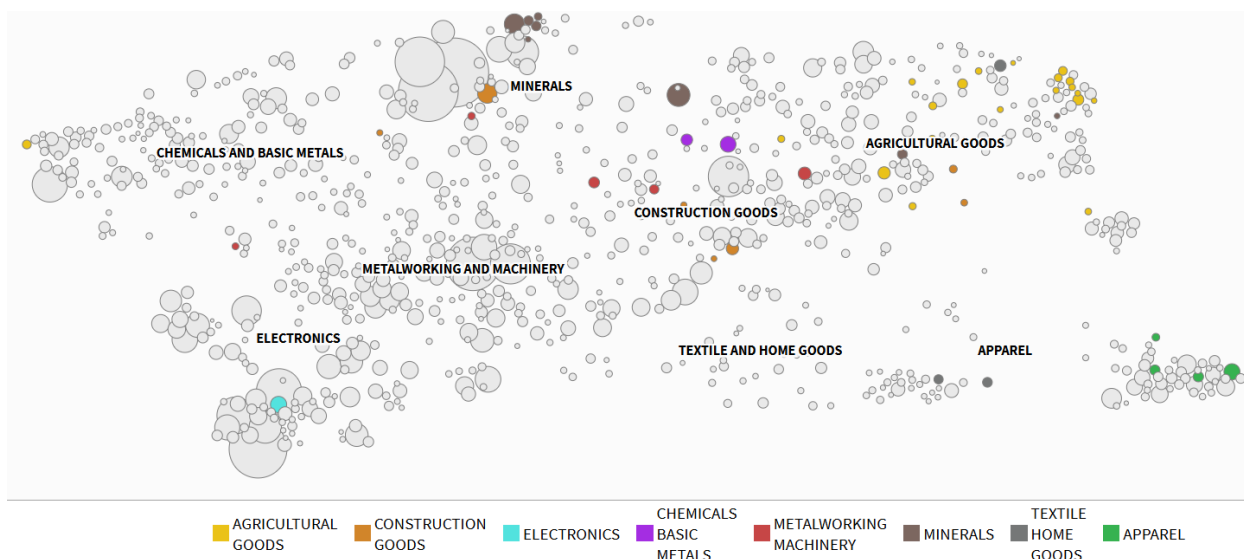 MINERALS
AGRICULTURAL GOODS
CHEMICALS AND BASIC METALS
CONSTRUCTION GOODS
METALWORKING AND MACHINERY
ELECTRONICS
TEXTILE AND HOME GOODS
APPAREL
AGRICULTURAL
GOODS
CONSTRUCTION
GOODS
ELECTRONICS
CHEMICALS
BASIC
METALS
METALWORKING
MACHINERY
MINERALS
TEXTILE
HOME
GOODS
APPAREL